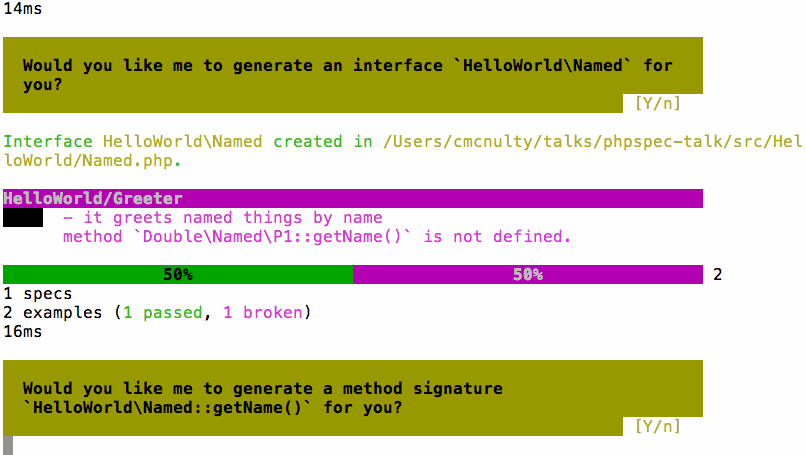 14ms
Would you like me to generate an interface `HelloWorld\Named` for
you?
[Y/n]
Interface HelloWorld\Named created in /Users/cmcnulty/talks/phpspec-talk/src/Hel
loWorld/Named.php.
HelloWorld/Greeter
– it greets named things by name
method `Double\Named\P1::getName()` is not defined.
50% 50% 2
1 specs
2 examples (1 passed, 1 broken)
16ms
Would you like me to generate a method signature
`HelloWorld\Named::getName()` for you?
[Y/n]